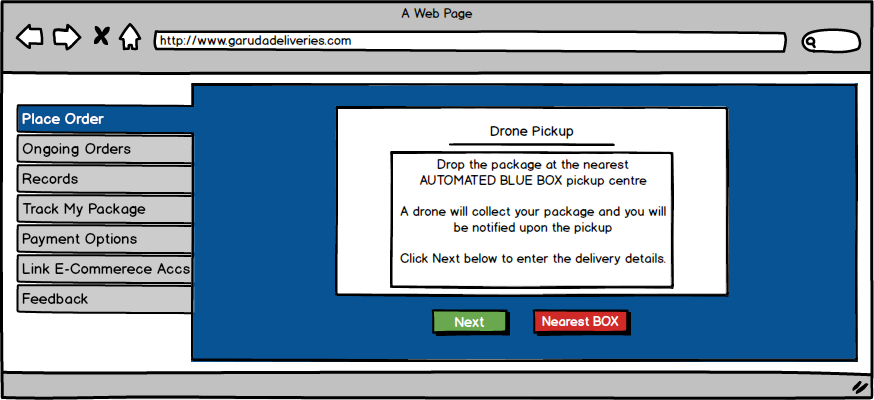 A Web Page
http://www.garudadeliveries.com
Place Order
Ongoing Orders
Records
Track My Package
Payment Options
Link E-Commerece Accs
Feedback
Drone Pickup
Drop the package at the nearest
AUTOMATED BLUE BOX pickup centre
A drone will collect your package and you will
be notified upon the pickup
Click Next below to enter the delivery details.
Next
Nearest BOX